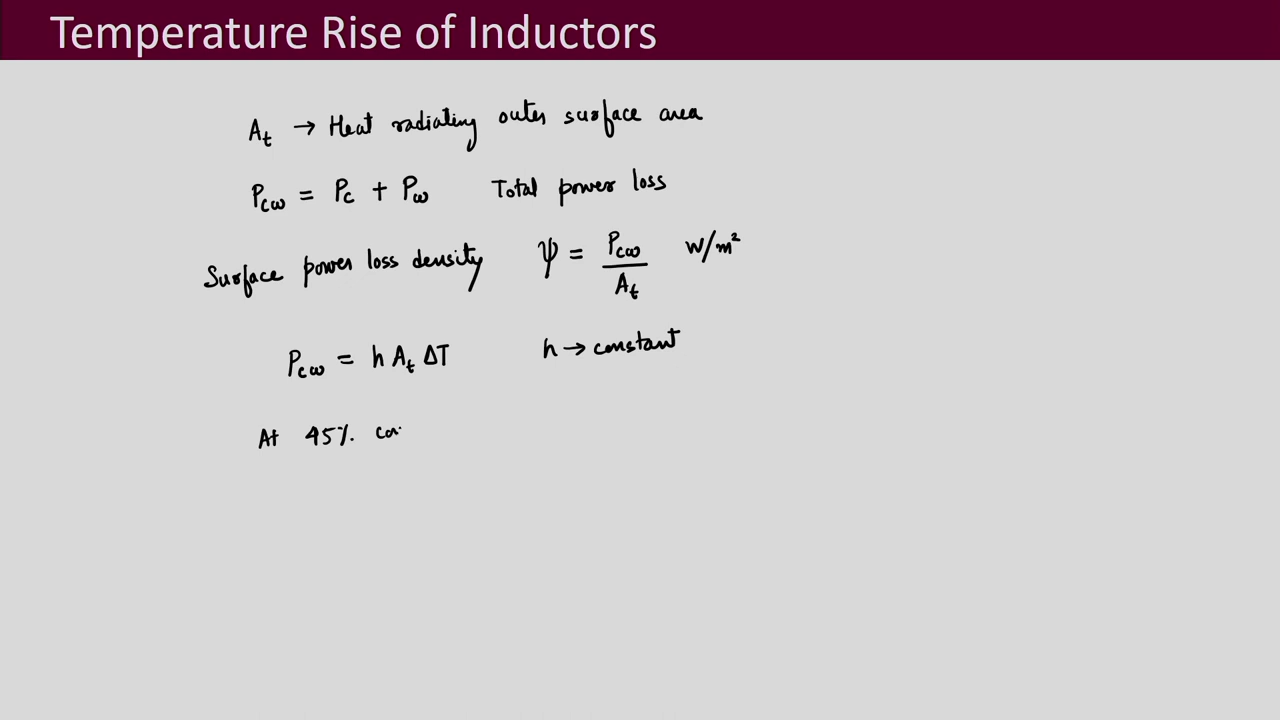 Temperature Rise of Inductors
At → Heat radiating outer surface area
Pcw = Pc + Pw Total power loss
Surface power loss density ψ = Pcw / At W/m²
Pcw = h At ΔT h → constant
At 45%